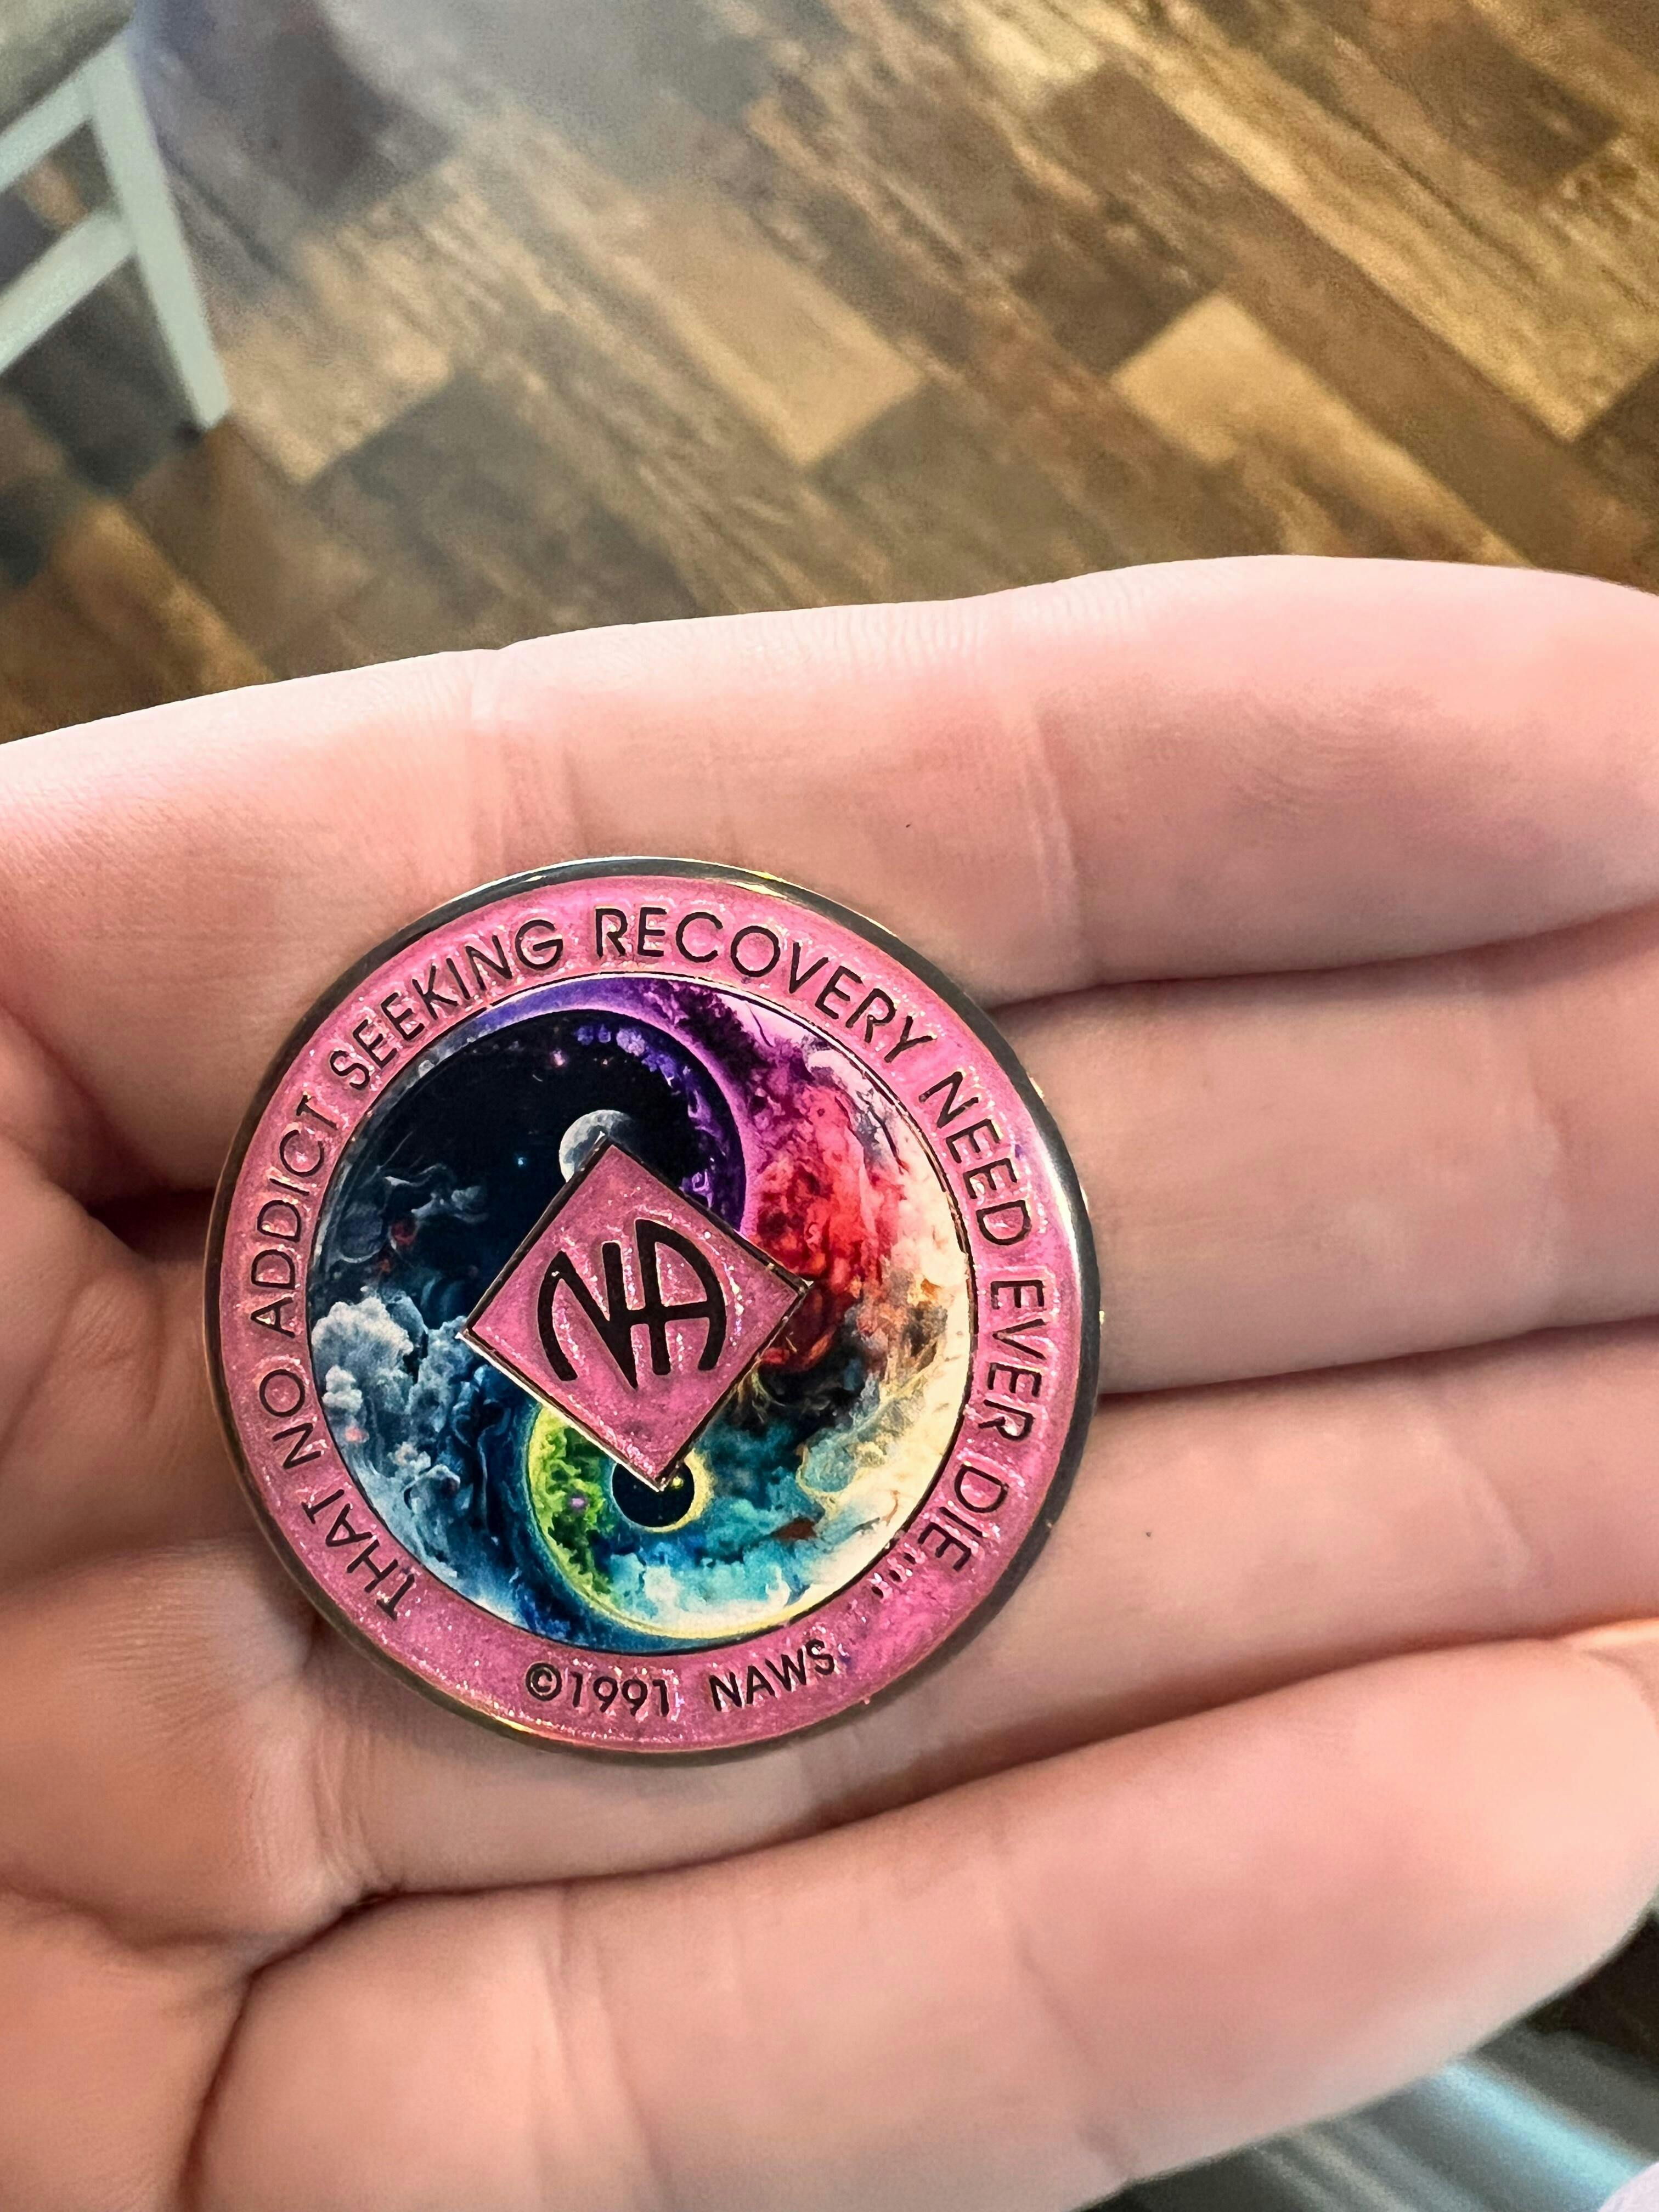 THAT NO ADDICT SEEKING RECOVERY NEED EVER DIE...
NA
©1991 NAWS